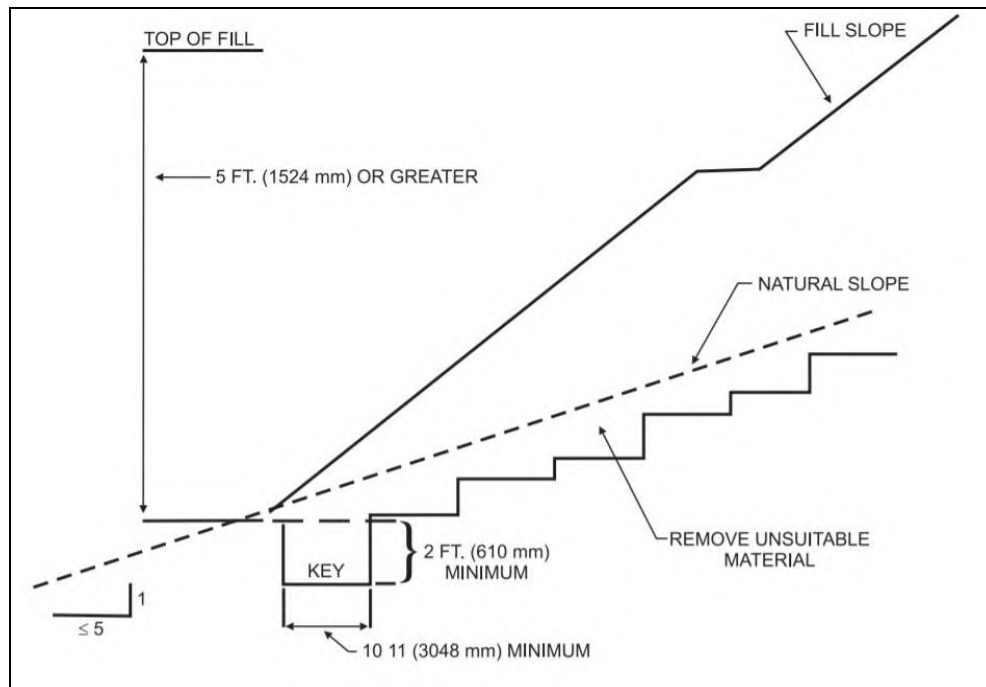 TOP OF FILL
FILL SLOPE
5 FT. (1524 mm) OR GREATER
NATURAL SLOPE
REMOVE UNSUITABLE
MATERIAL
2 FT. (610 mm)
MINIMUM
KEY
1
≤ 5
10 11 (3048 mm) MINIMUM